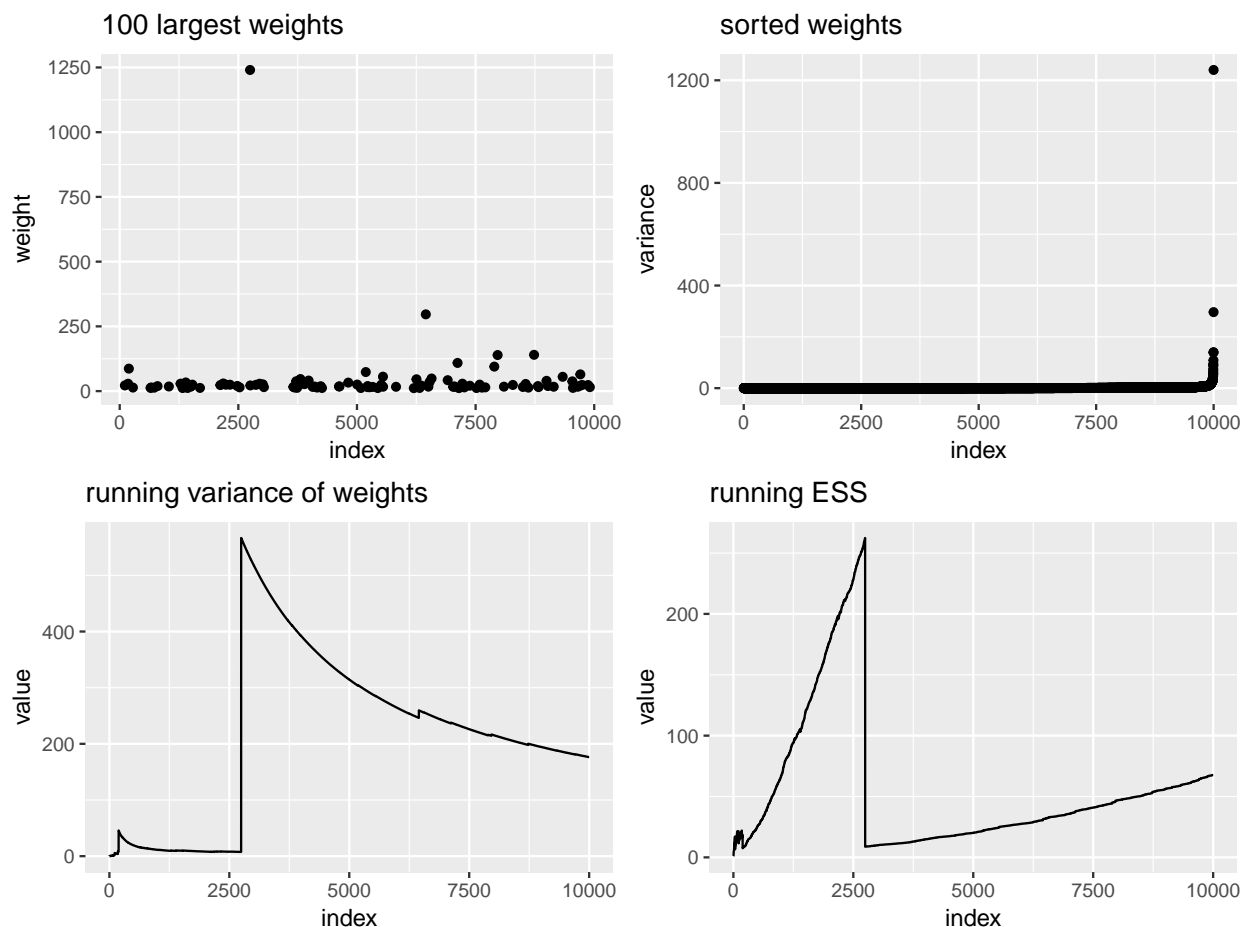 100 largest weights
1250
1000
750
500
250
0
weight
0 2500 5000 7500 10000
index
sorted weights
1200
800
400
0
variance
0 2500 5000 7500 10000
index
running variance of weights
400
200
0
value
0 2500 5000 7500 10000
index
running ESS
200
100
0
value
0 2500 5000 7500 10000
index